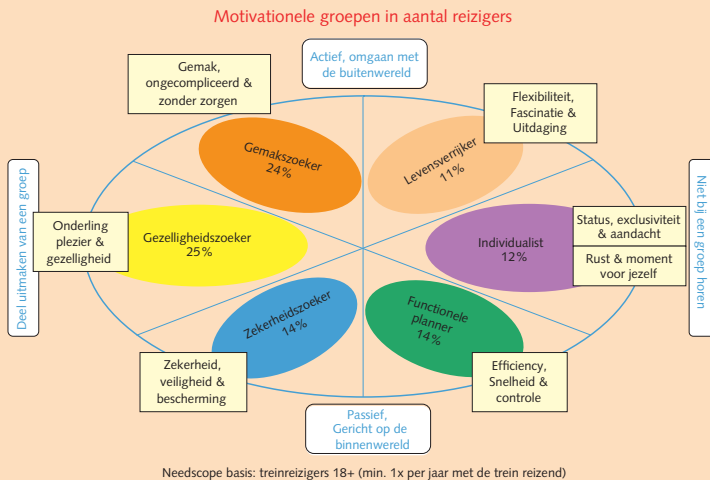 Motivationele groepen in aantal reizigers
Actief, omgaan met
de buitenwereld
Gemak,
ongecompliceerd &
zonder zorgen
Flexibiliteit,
Fascinatie &
Uitdaging
Gemakszoeker
24%
Levensverrijker
11%
Deel uitmaken van een groep
Niet bij een groep horen
Onderling
plezier &
gezelligheid
Gezelligheidszoeker
25%
Individualist
12%
Status, exclusiviteit
& aandacht
Rust & moment
voor jezelf
Zekerheidszoeker
14%
Functionele
planner
14%
Zekerheid,
veiligheid &
bescherming
Efficiency,
Snelheid &
controle
Passief,
Gericht op de
binnenwereld
Needscope basis: treinreizigers 18+ (min. 1x per jaar met de trein reizend)